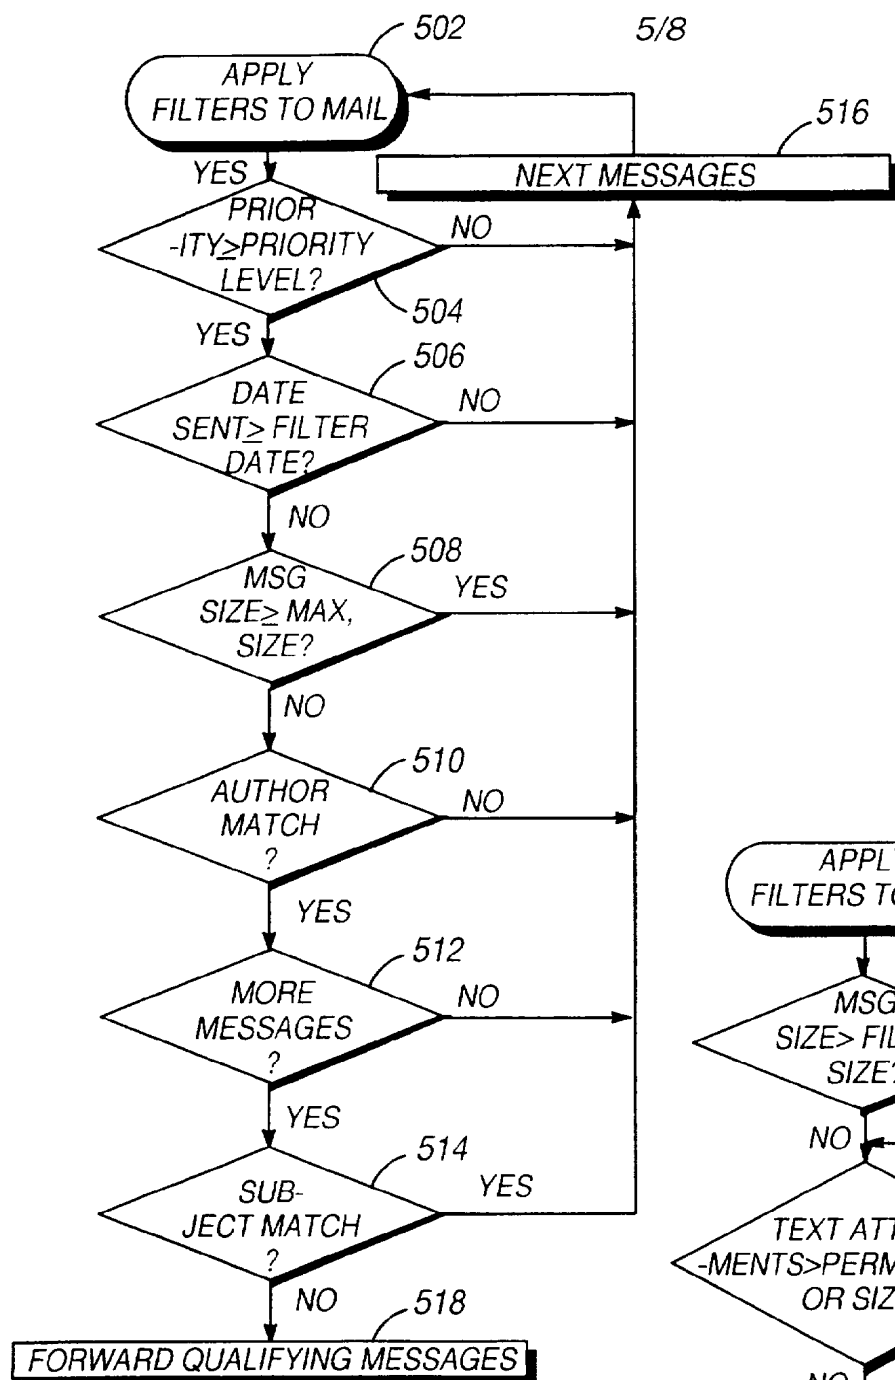 502
5/8
APPLY
FILTERS TO MAIL
516
YES
NEXT MESSAGES
PRIOR
-ITY≥PRIORITY
LEVEL?
NO
504
YES
506
DATE
SENT≥ FILTER
DATE?
NO
NO
508
MSG
SIZE≥ MAX,
SIZE?
YES
NO
510
AUTHOR
MATCH
?
NO
YES
512
MORE
MESSAGES
?
NO
YES
514
SUB-
JECT MATCH
?
YES
NO
518
FORWARD QUALIFYING MESSAGES
APPL
FILTERS TO
MSG
SIZE> FIL
SIZE?
NO
TEXT ATT
-MENTS>PERM
OR SIZ
NO